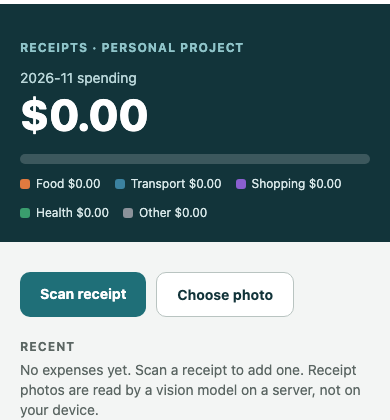 RECEIPTS · PERSONAL PROJECT
2026-11 spending
$0.00
Food $0.00 Transport $0.00 Shopping $0.00
Health $0.00 Other $0.00
Scan receipt Choose photo
RECENT
No expenses yet. Scan a receipt to add one. Receipt
photos are read by a vision model on a server, not on
your device.